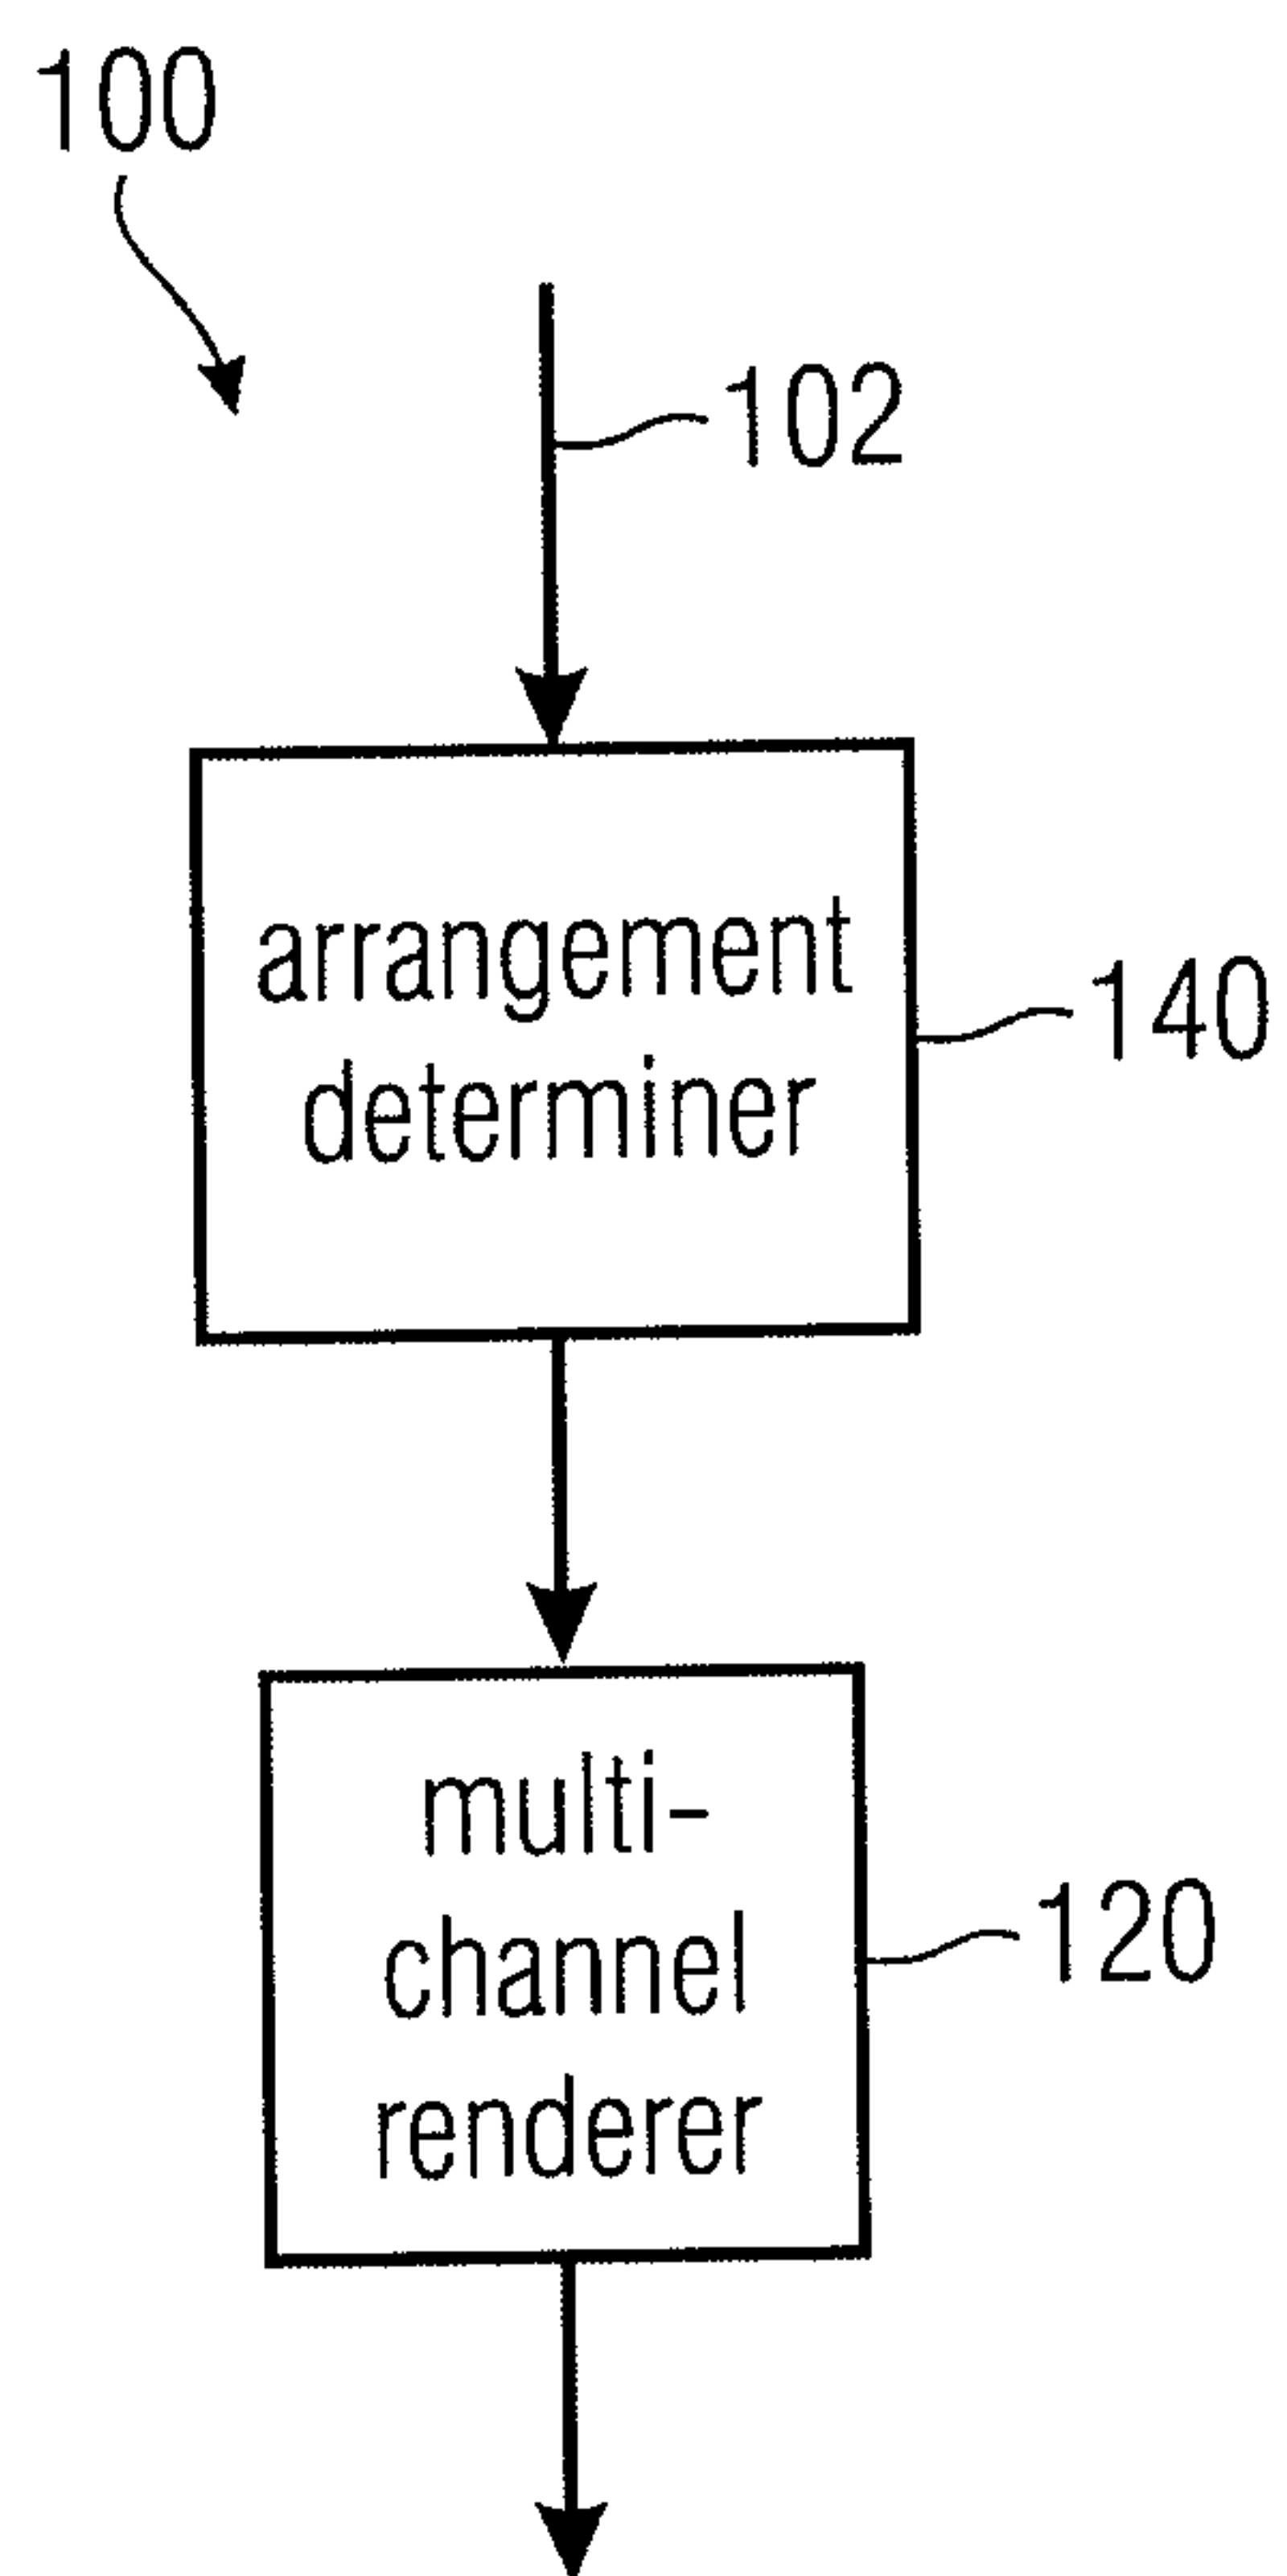 100
102
arrangement
determiner
140
multi-
channel
renderer
120